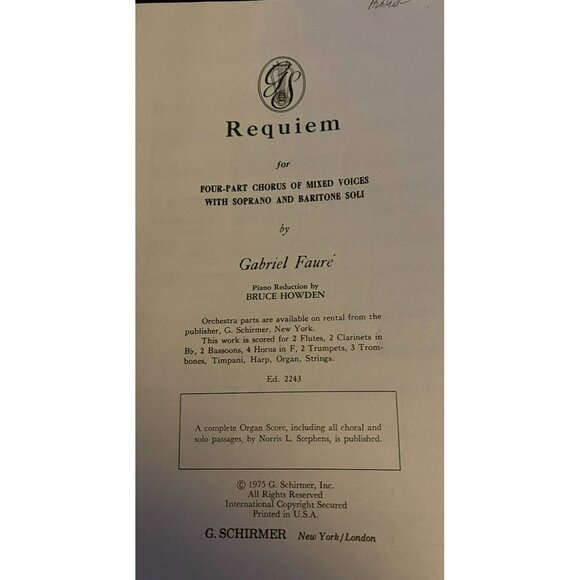 GS
Requiem
for
FOUR-PART CHORUS OF MIXED VOICES
WITH SOPRANO AND BARITONE SOLI
by
Gabriel Fauré
Piano Reduction by
BRUCE HOWDEN
Orchestra parts are available on rental from the
publisher, G. Schirmer, New York.
This work is scored for 2 Flutes, 2 Clarinets in
B♭, 2 Bassoons, 4 Horns in F, 2 Trumpets, 3 Trom-
bones, Timpani, Harp, Organ, Strings.
Ed. 2243
A complete Organ Score, including all choral and
solo passages, by Norris L. Stephens, is published.
© 1975 G. Schirmer, Inc.
All Rights Reserved
International Copyright Secured
Printed in U.S.A.
G. SCHIRMER New York/London